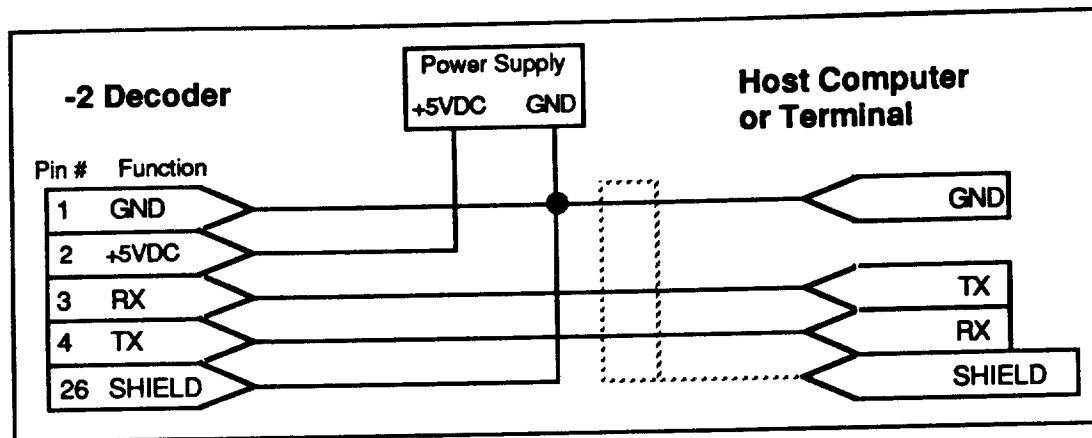 -2 Decoder
Power Supply
+5VDC GND
Host Computer
or Terminal
Pin # Function
1 GND
2 +5VDC
3 RX
4 TX
26 SHIELD
GND
TX
RX
SHIELD